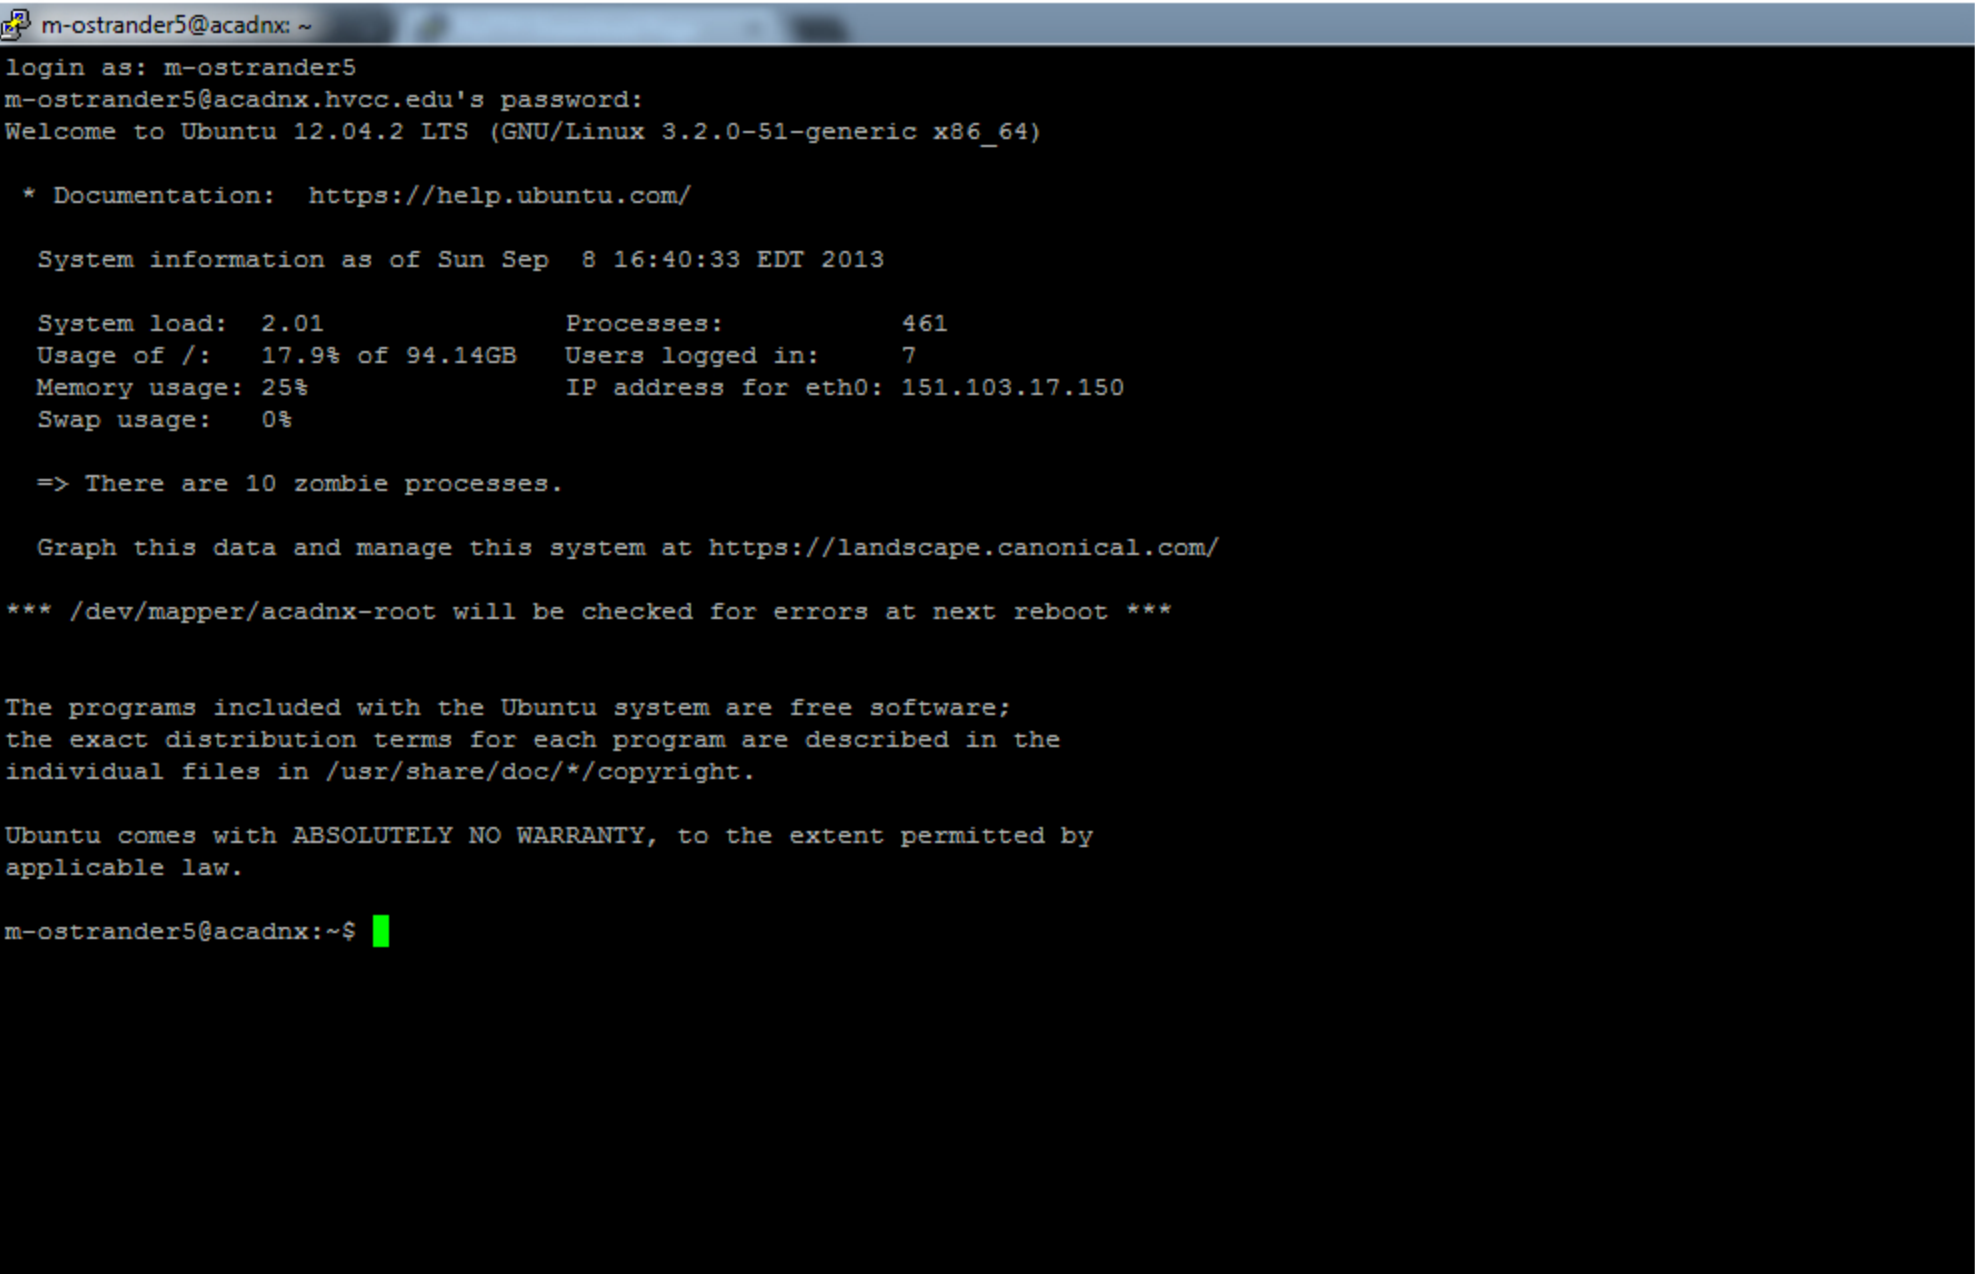 m-ostrander5@acadnx: ~
login as: m-ostrander5
m-ostrander5@acadnx.hvcc.edu's password:
Welcome to Ubuntu 12.04.2 LTS (GNU/Linux 3.2.0-51-generic x86_64)
 * Documentation:  https://help.ubuntu.com/
  System information as of Sun Sep  8 16:40:33 EDT 2013
  System load:  2.01               Processes:           461
  Usage of /:   17.9% of 94.14GB   Users logged in:     7
  Memory usage: 25%                IP address for eth0: 151.103.17.150
  Swap usage:   0%
  => There are 10 zombie processes.
  Graph this data and manage this system at https://landscape.canonical.com/
*** /dev/mapper/acadnx-root will be checked for errors at next reboot ***
The programs included with the Ubuntu system are free software;
the exact distribution terms for each program are described in the
individual files in /usr/share/doc/*/copyright.
Ubuntu comes with ABSOLUTELY NO WARRANTY, to the extent permitted by
applicable law.
m-ostrander5@acadnx:~$